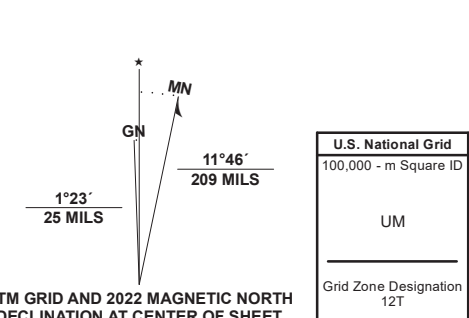 MN
GN
11°46´
209 MILS
1°23´
25 MILS
TM GRID AND 2022 MAGNETIC NORTH
DECLINATION AT CENTER OF SHEET
U.S. National Grid
100,000 - m Square ID
UM
Grid Zone Designation
12T